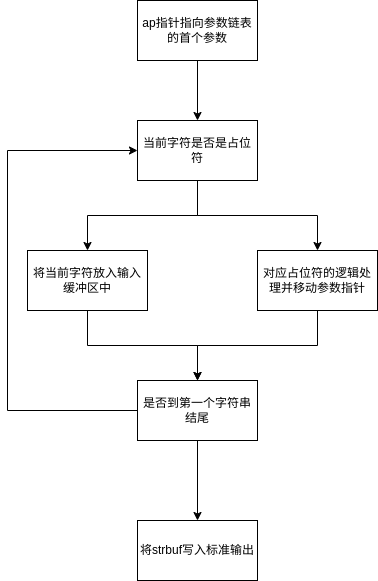 ap指针指向参数链表
的首个参数
当前字符是否是占位
符
将当前字符放入输入
缓冲区中
对应占位符的逻辑处
理并移动参数指针
是否到第一个字符串
结尾
将strbuf写入标准输出